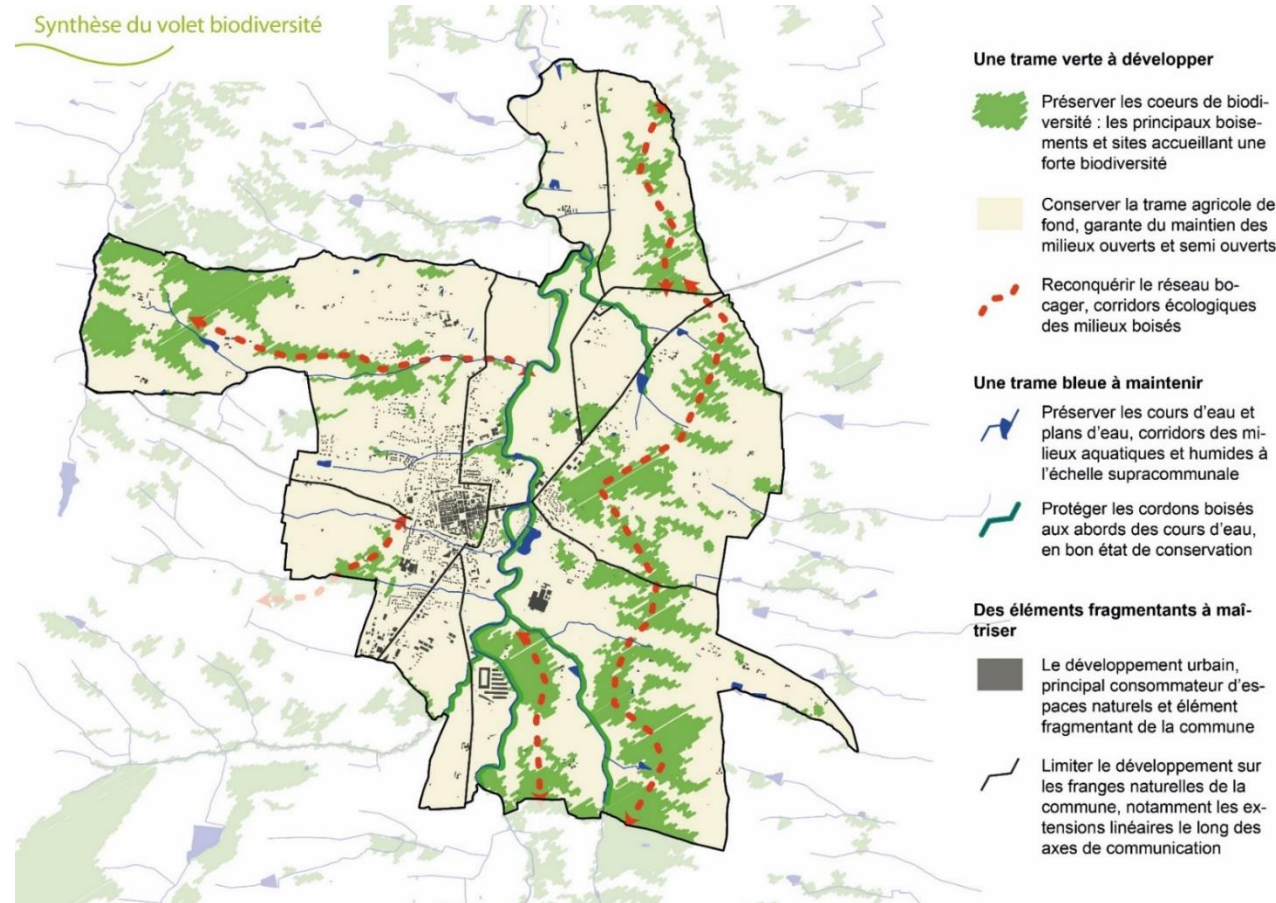 Synthèse du volet biodiversité
Une trame verte à développer
Préserver les coeurs de biodi-
versité : les principaux boise-
ments et sites accueillant une
forte biodiversité
Conserver la trame agricole de
fond, garante du maintien des
milieux ouverts et semi ouverts
Reconquérir le réseau bo-
cager, corridors écologiques
des milieux boisés
Une trame bleue à maintenir
Préserver les cours d'eau et
plans d'eau, corridors des mi-
lieux aquatiques et humides à
l'échelle supracommunale
Protéger les cordons boisés
aux abords des cours d'eau,
en bon état de conservation
Des éléments fragmentants à maî-
triser
Le développement urbain,
principal consommateur d'es-
paces naturels et élément
fragmentant de la commune
Limiter le développement sur
les franges naturelles de la
commune, notamment les ex-
tensions linéaires le long des
axes de communication